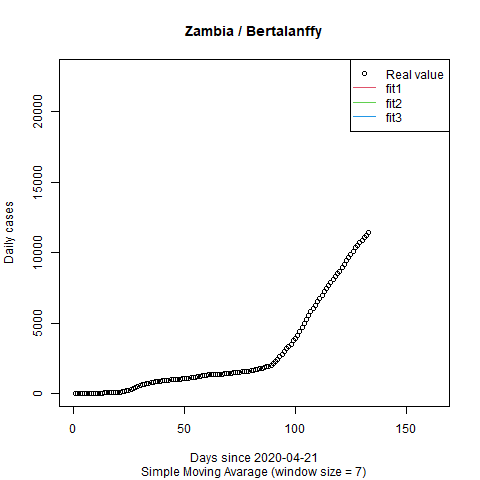 Zambia / Bertalanffy
Real value
fit1
fit2
fit3
Daily cases
20000
15000
10000
5000
0
0 50 100 150
Days since 2020-04-21
Simple Moving Avarage (window size = 7)